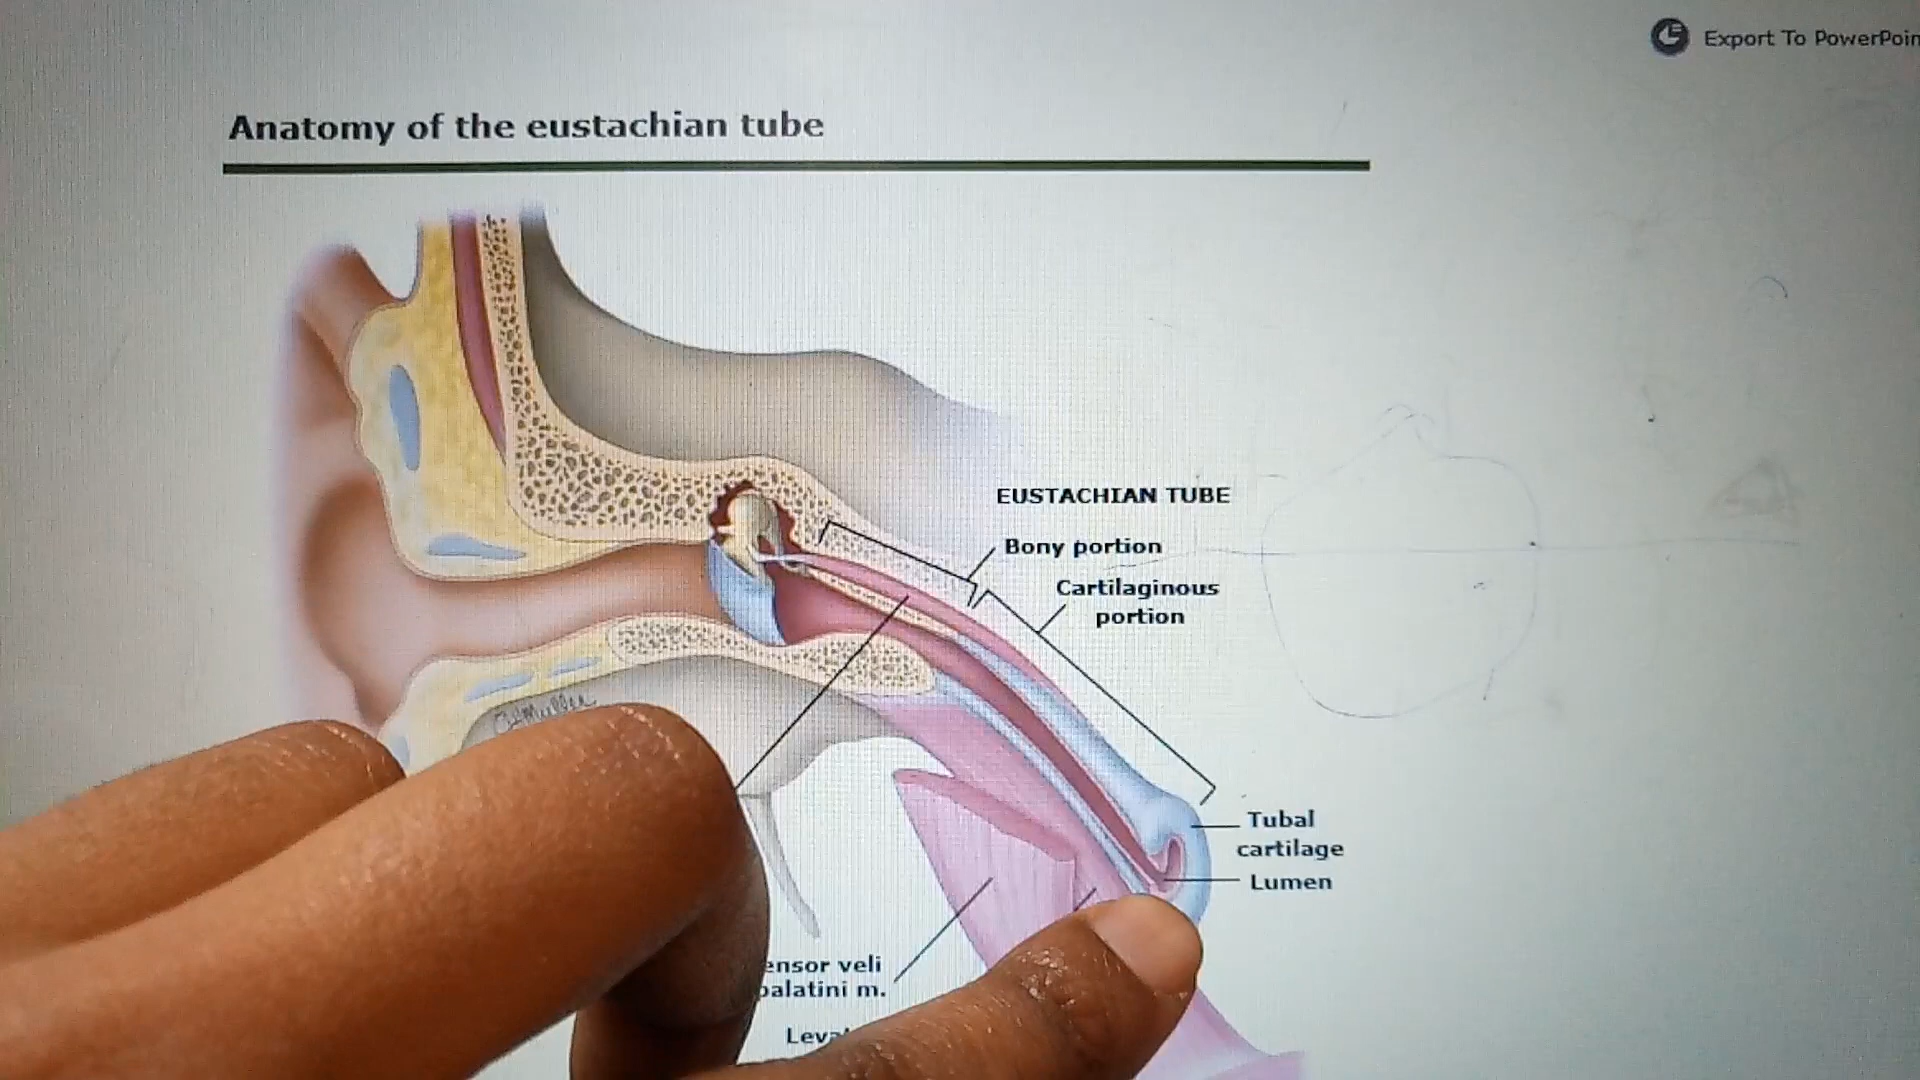 Export To PowerPoin
Anatomy of the eustachian tube
EUSTACHIAN TUBE
Bony portion
Cartilaginous
portion
Tubal
cartilage
Lumen
ensor veli
palatini m.
Leva